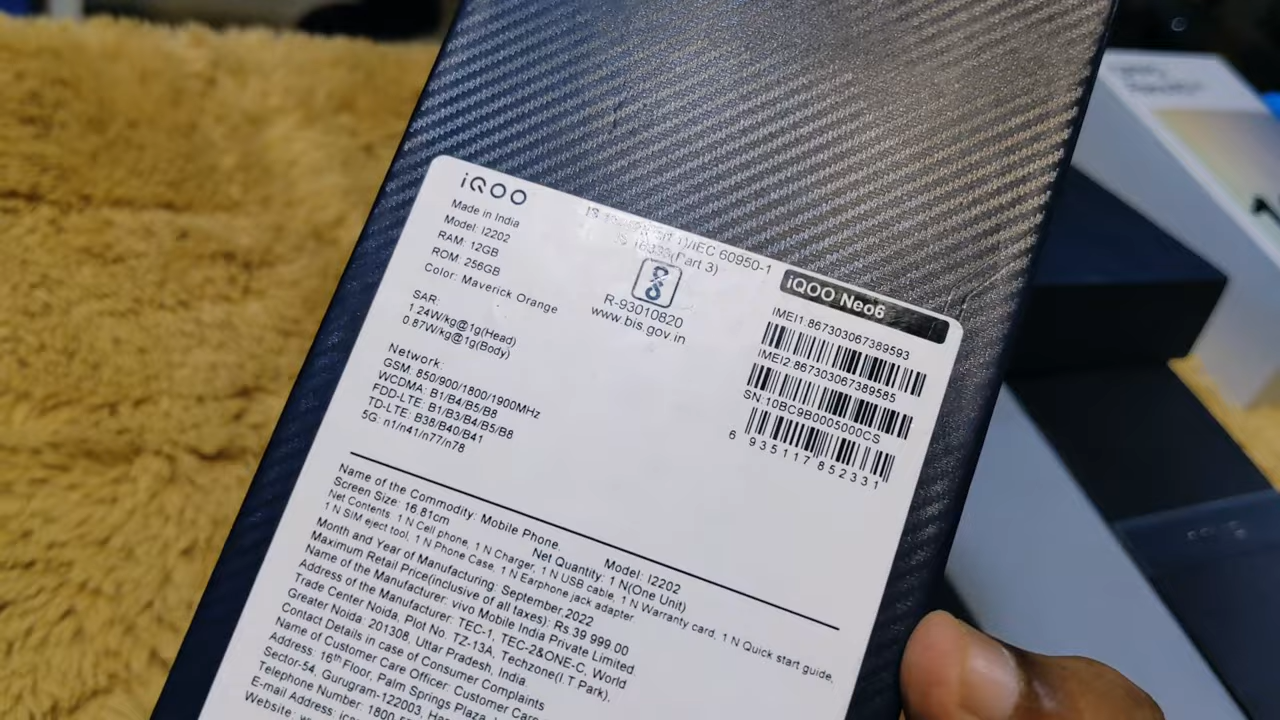 iQOO
Made in India
Model: I2202
RAM: 12GB
ROM: 256GB
Color: Maverick Orange
SAR:
1.24W/kg@1g(Head)
0.87W/kg@1g(Body)
Network:
GSM: 850/900/1800/1900MHz
WCDMA: B1/B4/B5/B8
FDD-LTE: B1/B3/B4/B5/B8
TD-LTE: B38/B40/B41
5G: n1/n41/n77/n78
1)/IEC 60950-1
(Part 3)
R-93010820
www.bis.gov.in
iQOO Neo6
IMEI1:867303067389593
IMEI2:867303067389585
SN:10BC9B0005000CS
6 935117 852331
Name of the Commodity: Mobile Phone Model: I2202
Screen Size: 16.81cm Net Quantity: 1 N(One Unit)
Net Contents: 1 N Cell phone, 1 N Charger, 1 N USB cable, 1 N Warranty card, 1 N Quick start guide,
1 N SIM eject tool, 1 N Phone Case, 1 N Earphone jack adapter
Month and Year of Manufacturing: September,2022
Maximum Retail Price(inclusive of all taxes): Rs.39 999.00
Name of the Manufacturer: vivo Mobile India Private Limited
Address of the Manufacturer: TEC-1, TEC-2&ONE-C, World
Trade Center Noida, Plot No. TZ-13A, Techzone(I.T Park),
Greater Noida: 201308, Uttar Pradesh, India
Contact Details in case of Consumer Complaints
Name of Customer Care Officer: Customer Care
Address: 16th Floor, Palm Springs Plaza,
Sector-54, Gurugram-122003,
Telephone Number: 1800
E-mail Address:
Website: